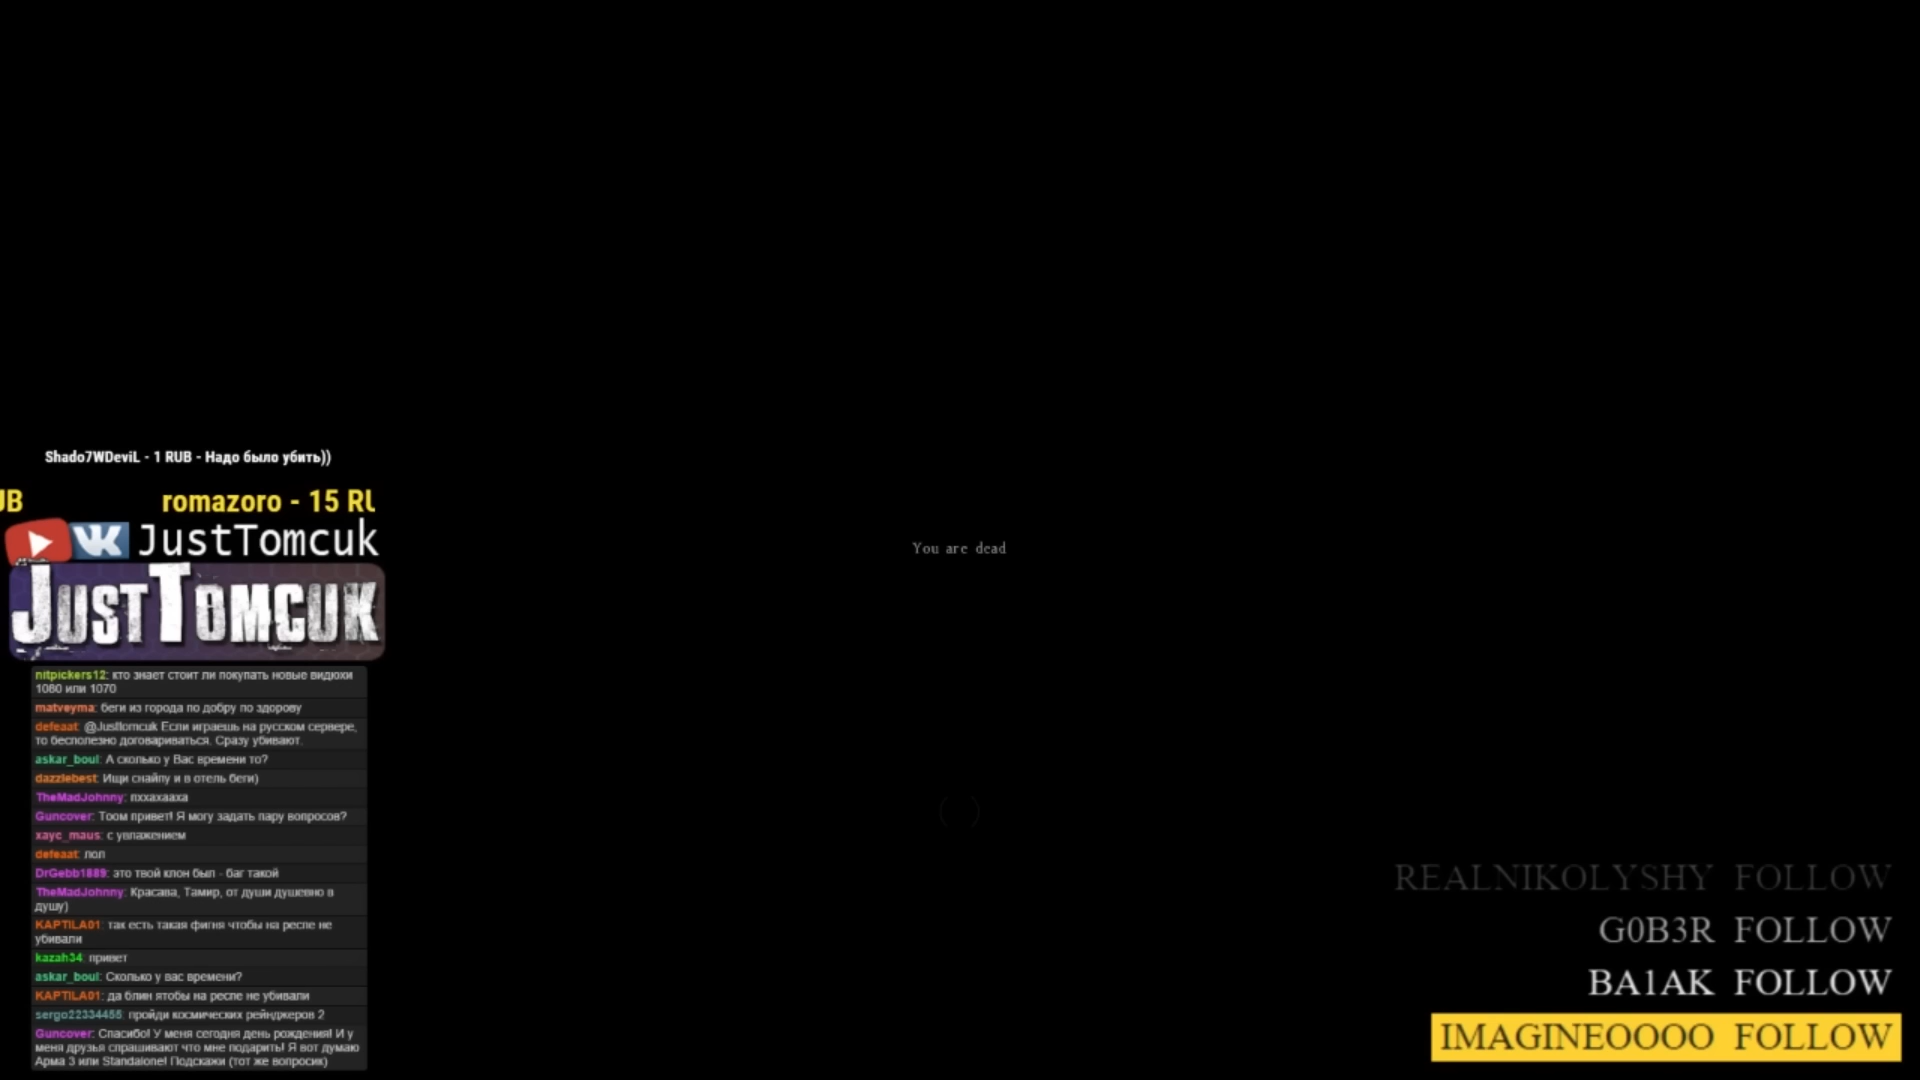 Shado7WDeviL - 1 RUB - Надо было убить))
UB romazoro - 15 RU
JustTomcuk
JUSTTOMCUK
You are dead
nitpickers12: кто знает стоит ли покупать новые видюхи
1080 или 1070
matveyma: беги из города по добру по здорову
defeaat: @Justtomcuk Если играешь на русском сервере,
то бесполезно договариваться. Сразу убивают.
askar_boul: А сколько у Вас времени то?
dazzlebest: Ищи снайпу и в отель беги)
TheMadJohnny: пххахааха
Guncover: Тоом привет! Я могу задать пару вопросов?
xayc_maus: с увлажением
defeaat: лол
DrGebb1889: это твой клон был - баг такой
TheMadJohnny: Красава, Тамир, от души душевно в
душу)
KAPTILA01: так есть такая фигня чтобы на респе не
убивали
kazah34: привет
askar_boul: Сколько у вас времени?
KAPTILA01: да блин ятобы на респе не убивали
sergo22334455: пройди космических рейнджеров 2
Guncover: Спасибо! У меня сегодня день рождения! И у
меня друзья спрашивают что мне подарить! Я вот думаю
Арма 3 или Standalone! Подскажи (тот же вопросик)
REALNIKOLYSHY FOLLOW
G0B3R FOLLOW
BA1AK FOLLOW
IMAGINEOOOO FOLLOW